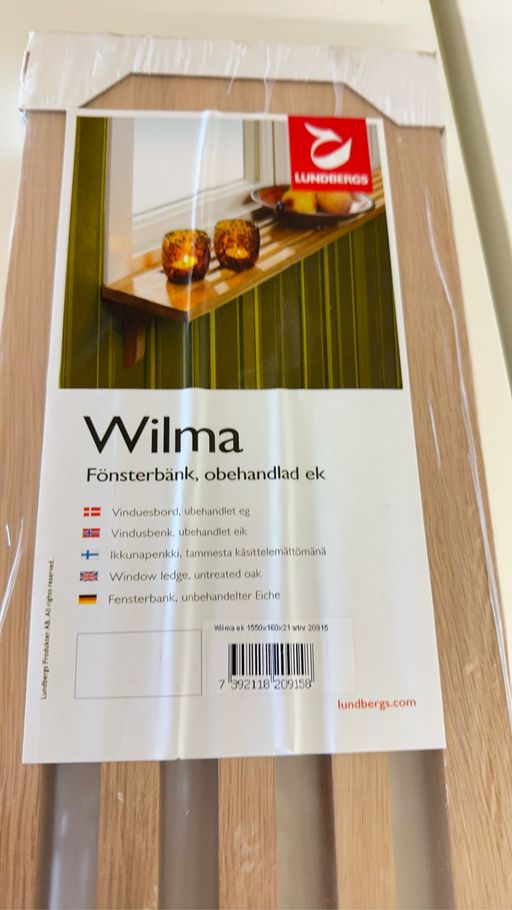 LUNDBERGS
Wilma
Fönsterbänk, obehandlad ek
Vinduesbord, ubehandlet eg
Vindusbenk, ubehandlet eik
Ikkunapenkki, tammesta käsittelemättömänä
Window ledge, untreated oak
Fensterbank, unbehandelter Eiche
Lundbergs Produkter AB. All rights reserved.
Wilma ek 1550x160x21 artnr 20915
7 392118 209158
lundbergs.com